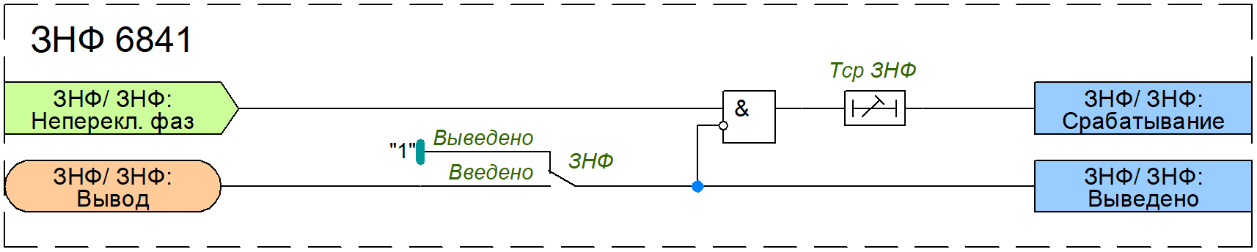 ЗНФ 6841
Тср ЗНФ
ЗНФ/ ЗНФ:
Неперекл. фаз
&
ЗНФ/ ЗНФ:
Срабатывание
"1"
Выведено
ЗНФ
Введено
ЗНФ/ ЗНФ:
Вывод
ЗНФ/ ЗНФ:
Выведено